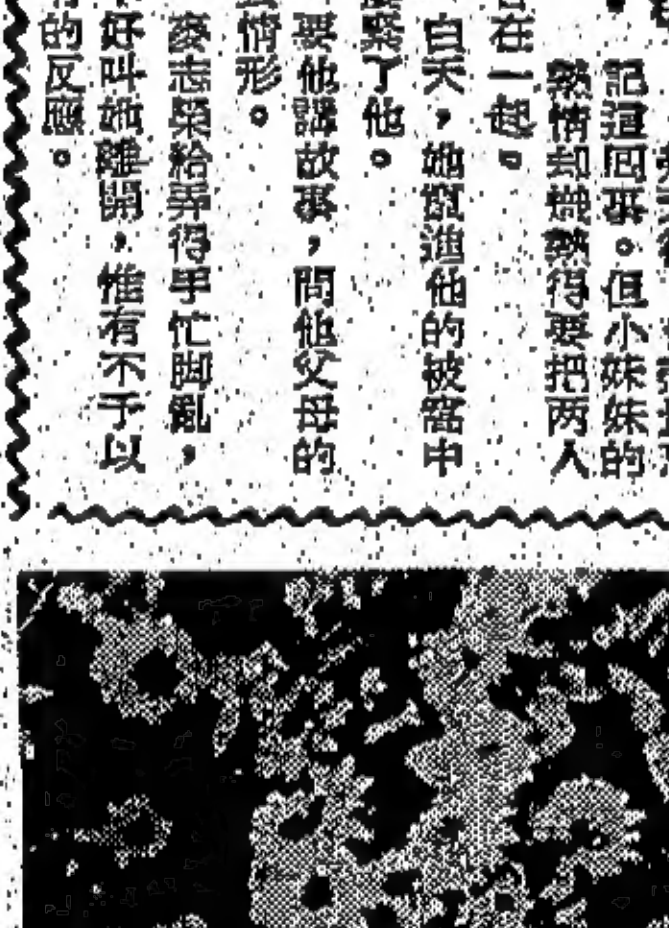 記這回事。但小妹妹的
熱情却熾熱得要把两人
在一起。
白天，她鑽進他的被窩中
緊了他。
要他講故事，問他父母的
情形。
麥志榮給弄得手忙脚亂，
好叫她離開，惟有不予以
的反應。